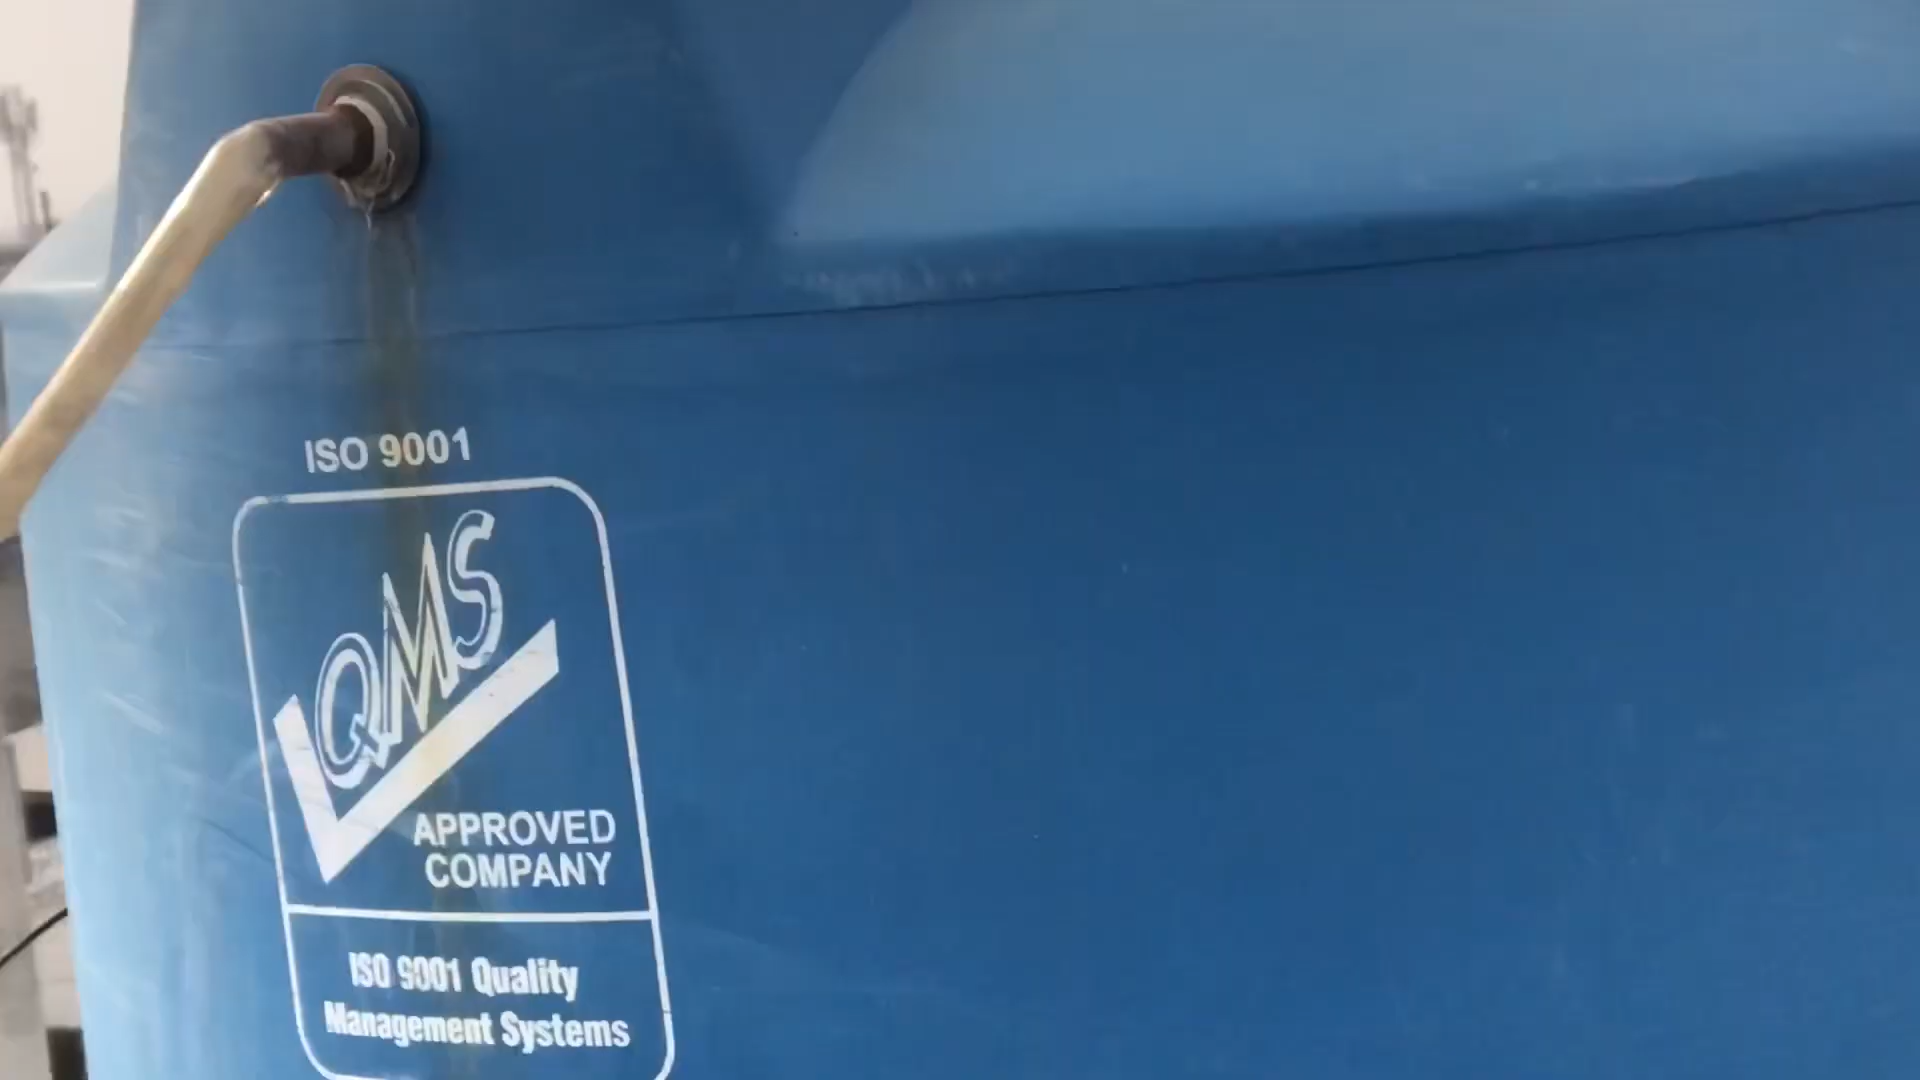 ISO 9001
QMS
APPROVED
COMPANY
ISO 9001 Quality
Management Systems